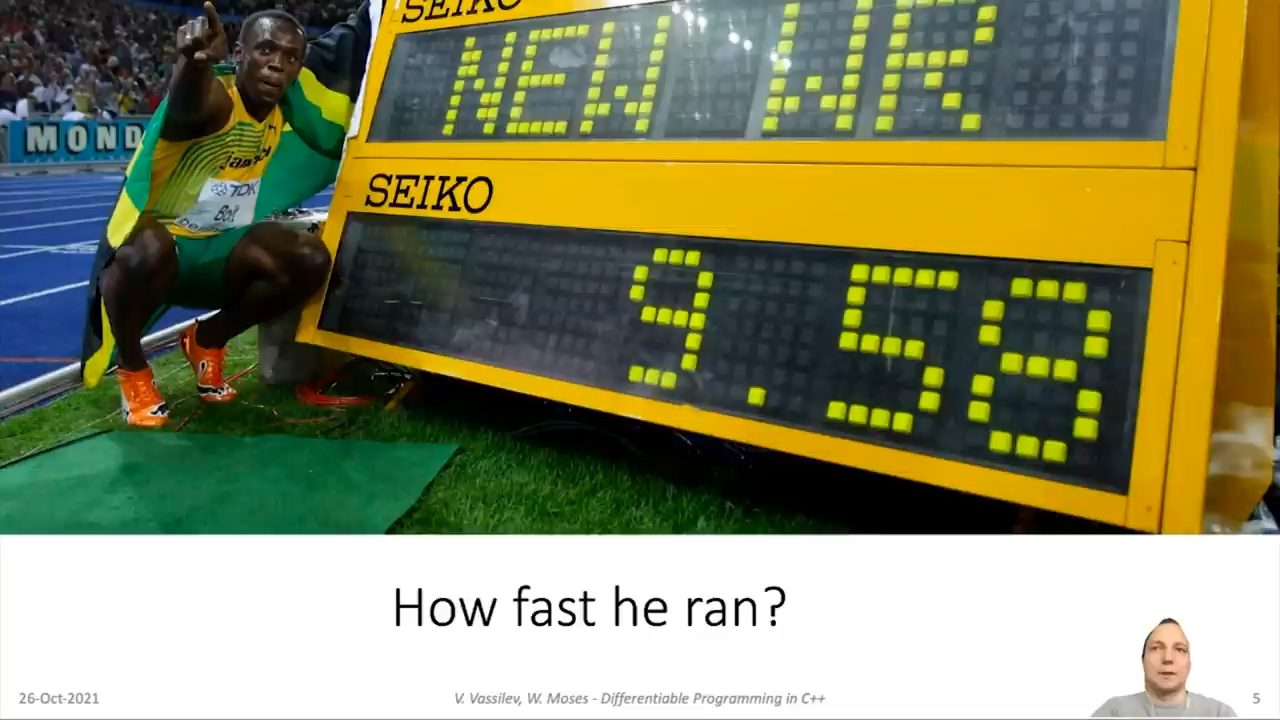 SEIKO
NEW WR
MOND
SEIKO
Jamaica
TDK
Bolt
9.58
How fast he ran?
26-Oct-2021
V. Vassilev, W. Moses - Differentiable Programming in C++
5